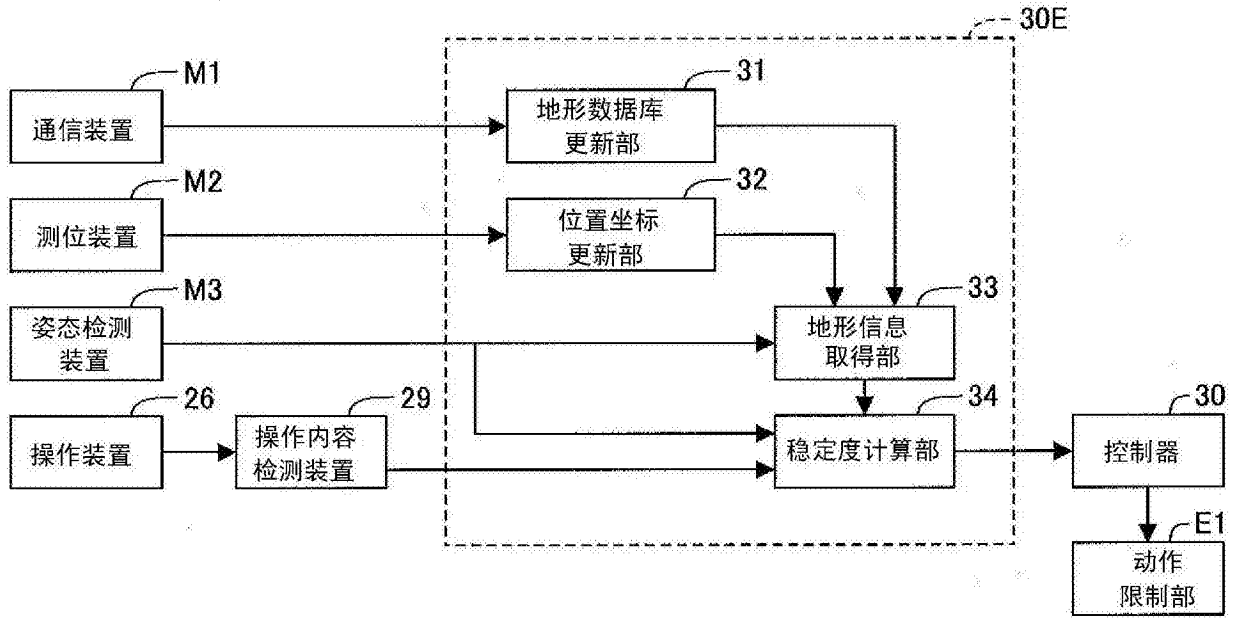 30E
M1
通信装置
31
地形数据库
更新部
M2
测位装置
32
位置坐标
更新部
M3
姿态检测
装置
33
地形信息
取得部
26
操作装置
29
操作内容
检测装置
34
稳定度计算部
30
控制器
E1
动作
限制部